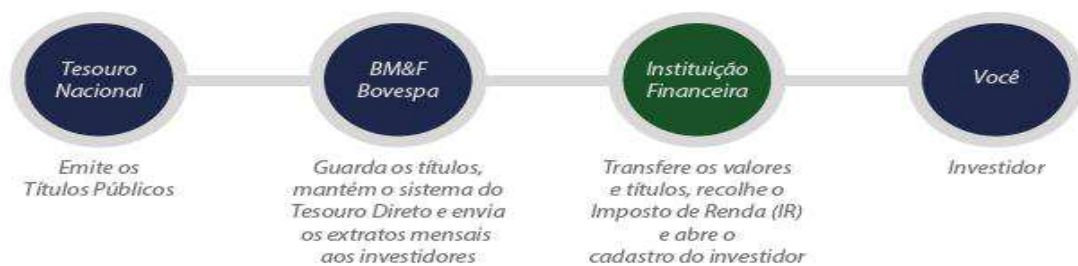 Tesouro
Nacional
BM&F
Bovespa
Instituição
Financeira
Você
Emite os
Títulos Públicos
Guarda os títulos,
mantém o sistema do
Tesouro Direto e envia
os extratos mensais
aos investidores
Transfere os valores
e títulos, recolhe o
Imposto de Renda (IR)
e abre o
cadastro do investidor
Investidor